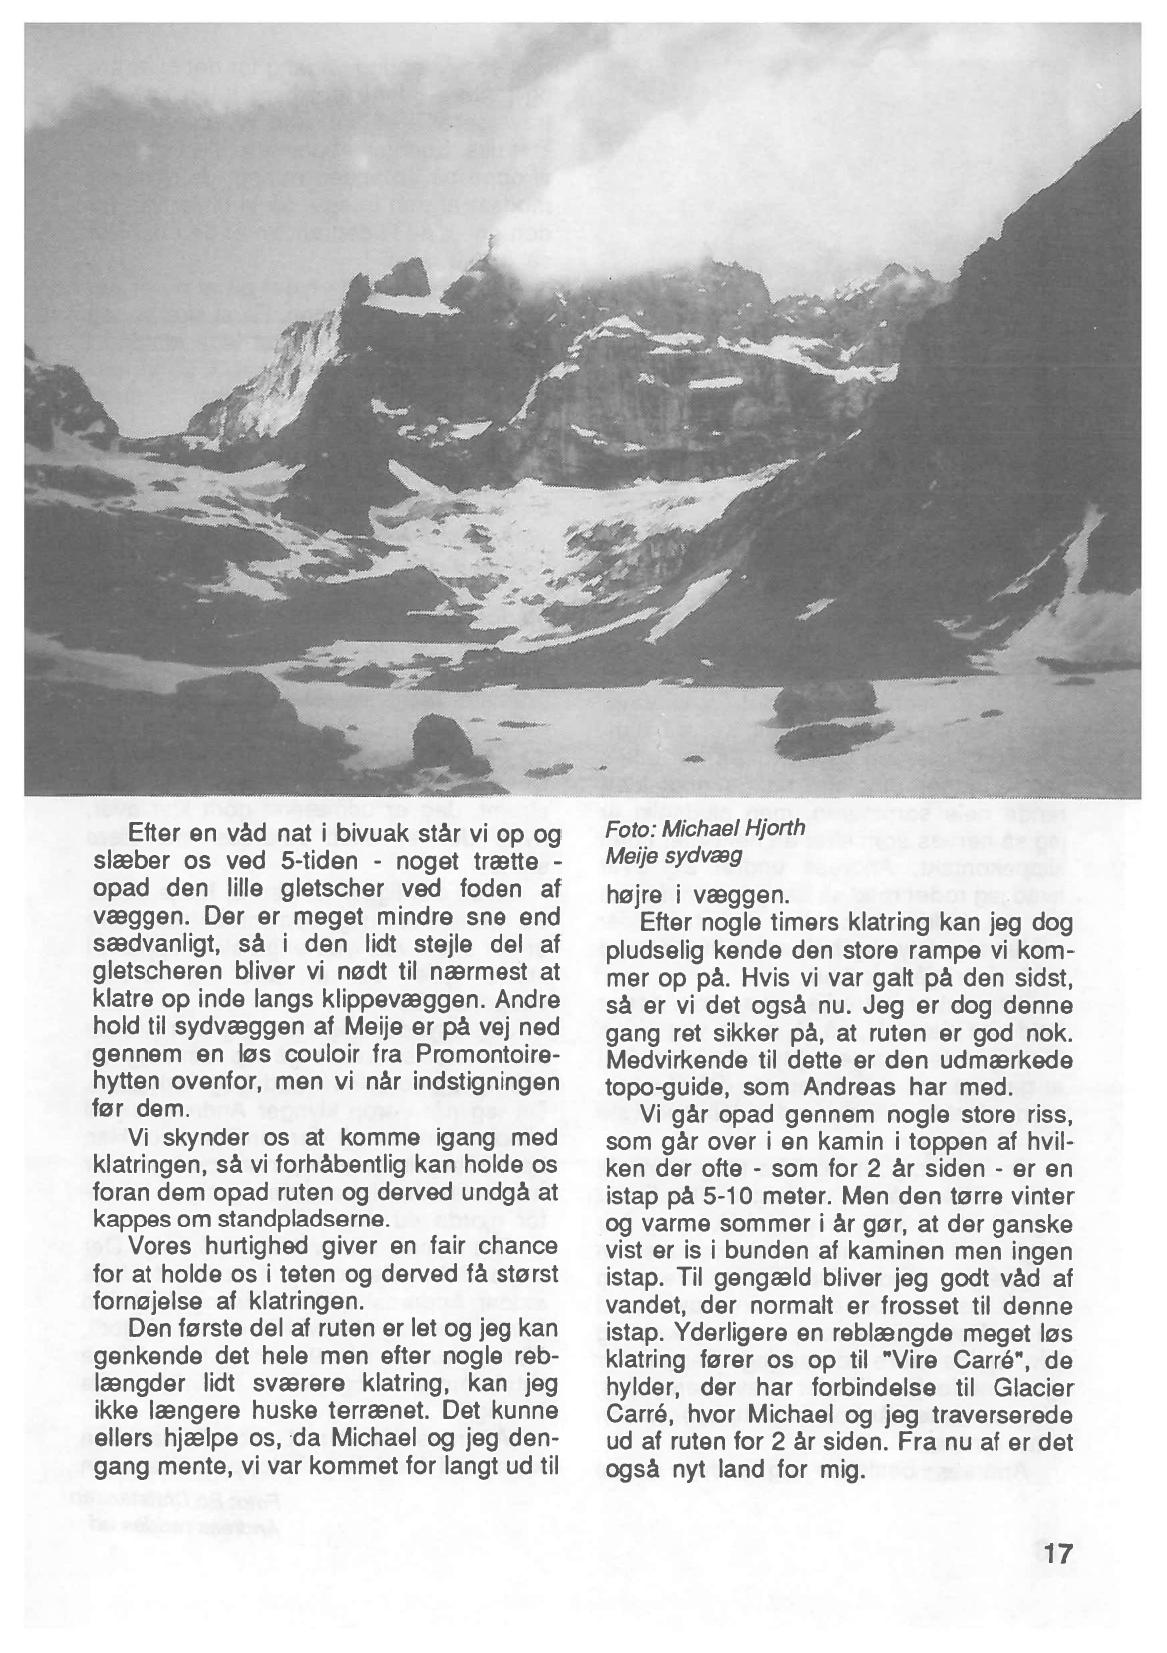 Efter en våd nat i bivuak står vi op og
slæber os ved 5-tiden - noget trætte -
opad den lille gletscher ved foden af
væggen. Der er meget mindre sne end
sædvanligt, så i den lidt stejle del af
gletscheren bliver vi nødt til nærmest at
klatre op inde langs klippevæggen. Andre
hold til sydvæggen af Meije er på vej ned
gennem en løs couloir fra Promontoire-
hytten ovenfor, men vi når indstigningen
før dem.
Vi skynder os at komme igang med
klatringen, så vi forhåbentlig kan holde os
foran dem opad ruten og derved undgå at
kappes om standpladserne.
Vores hurtighed giver en fair chance
for at holde os i teten og derved få størst
fornøjelse af klatringen.
Den første del af ruten er let og jeg kan
genkende det hele men efter nogle reb-
længder lidt sværere klatring, kan jeg
ikke længere huske terrænet. Det kunne
ellers hjælpe os, da Michael og jeg den-
gang mente, vi var kommet for langt ud til
Foto: Michael Hjorth
Meije sydvæg
højre i væggen.
Efter nogle timers klatring kan jeg dog
pludselig kende den store rampe vi kom-
mer op på. Hvis vi var galt på den sidst,
så er vi det også nu. Jeg er dog denne
gang ret sikker på, at ruten er god nok.
Medvirkende til dette er den udmærkede
topo-guide, som Andreas har med.
Vi går opad gennem nogle store riss,
som går over i en kamin i toppen af hvil-
ken der ofte - som for 2 år siden - er en
istap på 5-10 meter. Men den tørre vinter
og varme sommer i år gør, at der ganske
vist er is i bunden af kaminen men ingen
istap. Til gengæld bliver jeg godt våd af
vandet, der normalt er frosset til denne
istap. Yderligere en reblængde meget løs
klatring fører os op til "Vire Carré", de
hylder, der har forbindelse til Glacier
Carré, hvor Michael og jeg traverserede
ud af ruten for 2 år siden. Fra nu af er det
også nyt land for mig.
17